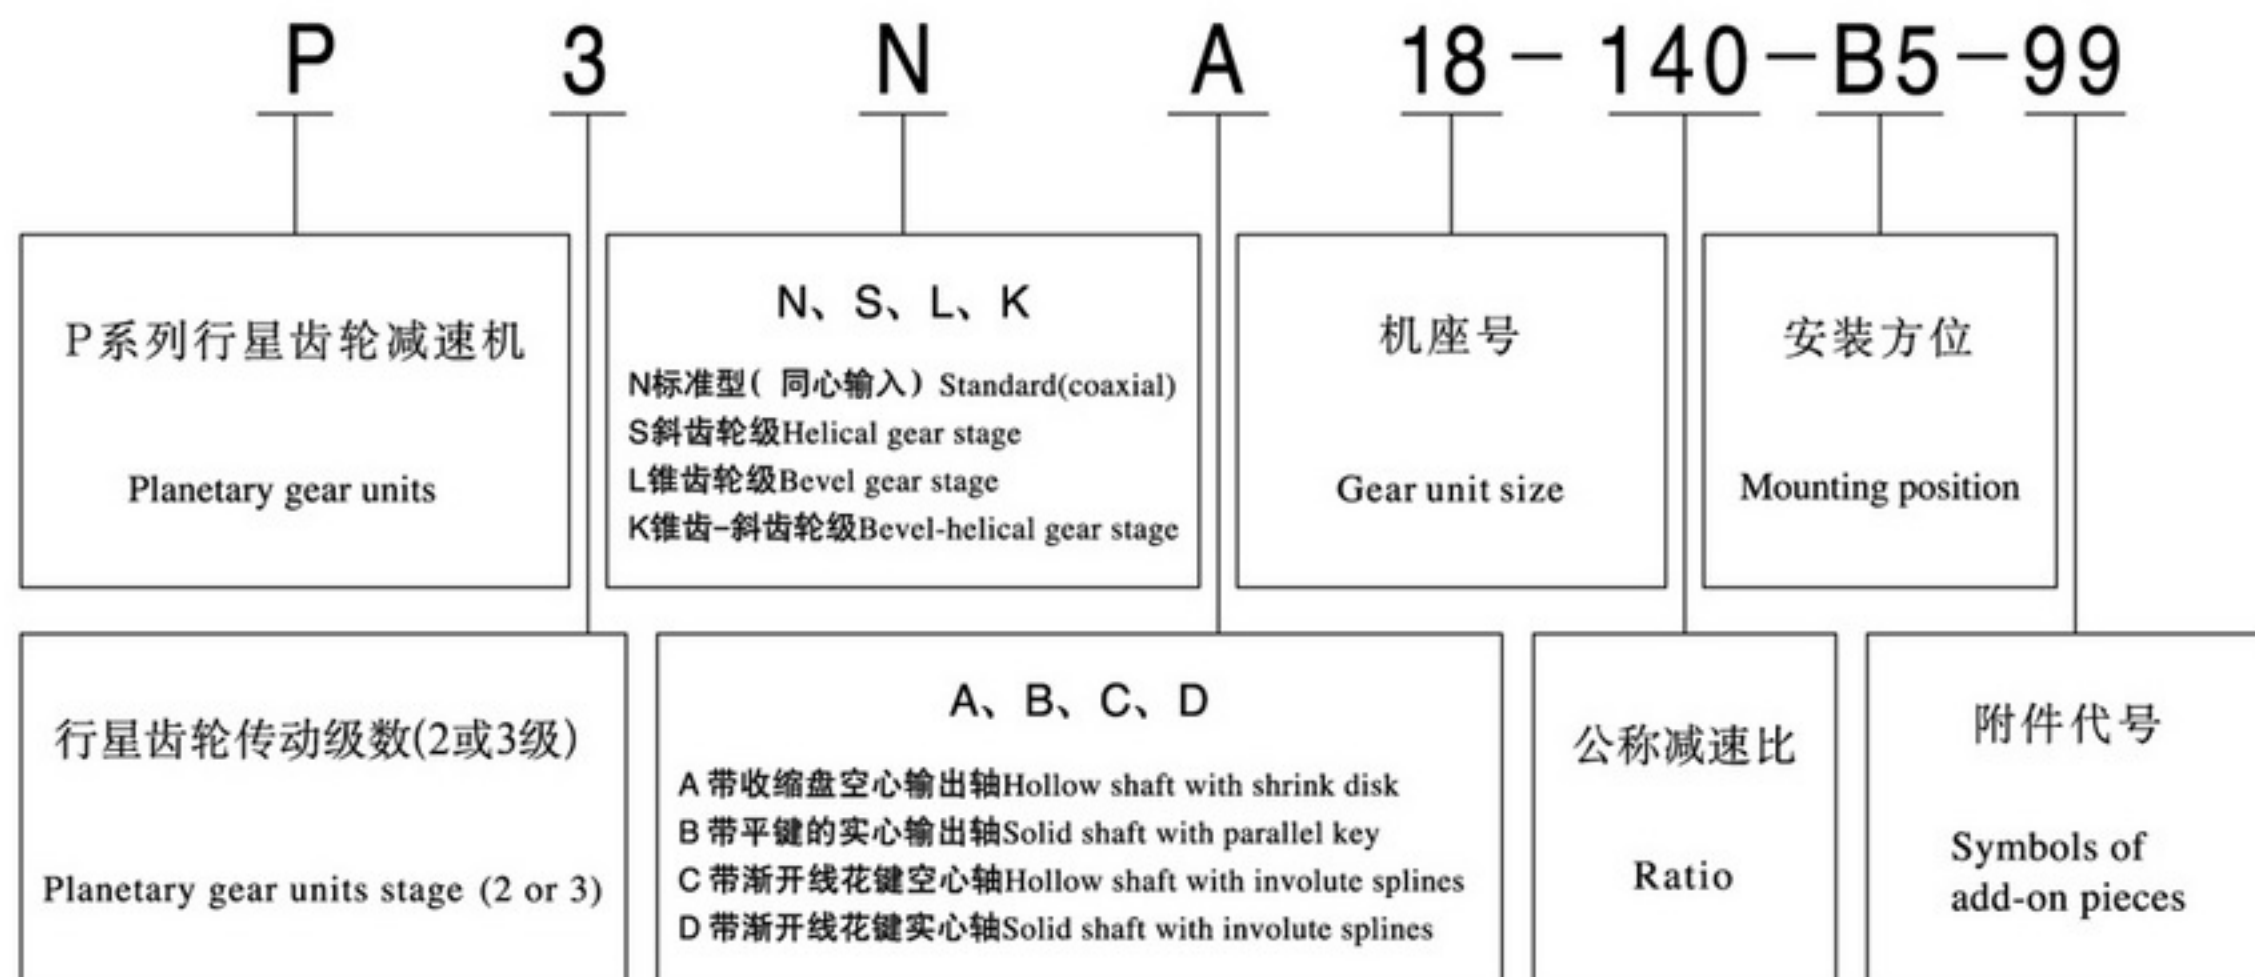 P 3 N A 18－140－B5－99
P系列行星齿轮减速机
Planetary gear units
N、S、L、K
N标准型( 同心输入) Standard(coaxial)
S斜齿轮级Helical gear stage
L锥齿轮级Bevel gear stage
K锥齿-斜齿轮级Bevel-helical gear stage
机座号
Gear unit size
安装方位
Mounting position
行星齿轮传动级数(2或3级)
Planetary gear units stage (2 or 3)
A、B、C、D
A 带收缩盘空心输出轴Hollow shaft with shrink disk
B 带平键的实心输出轴Solid shaft with parallel key
C 带渐开线花键空心轴Hollow shaft with involute splines
D 带渐开线花键实心轴Solid shaft with involute splines
公称减速比
Ratio
附件代号
Symbols of
add-on pieces